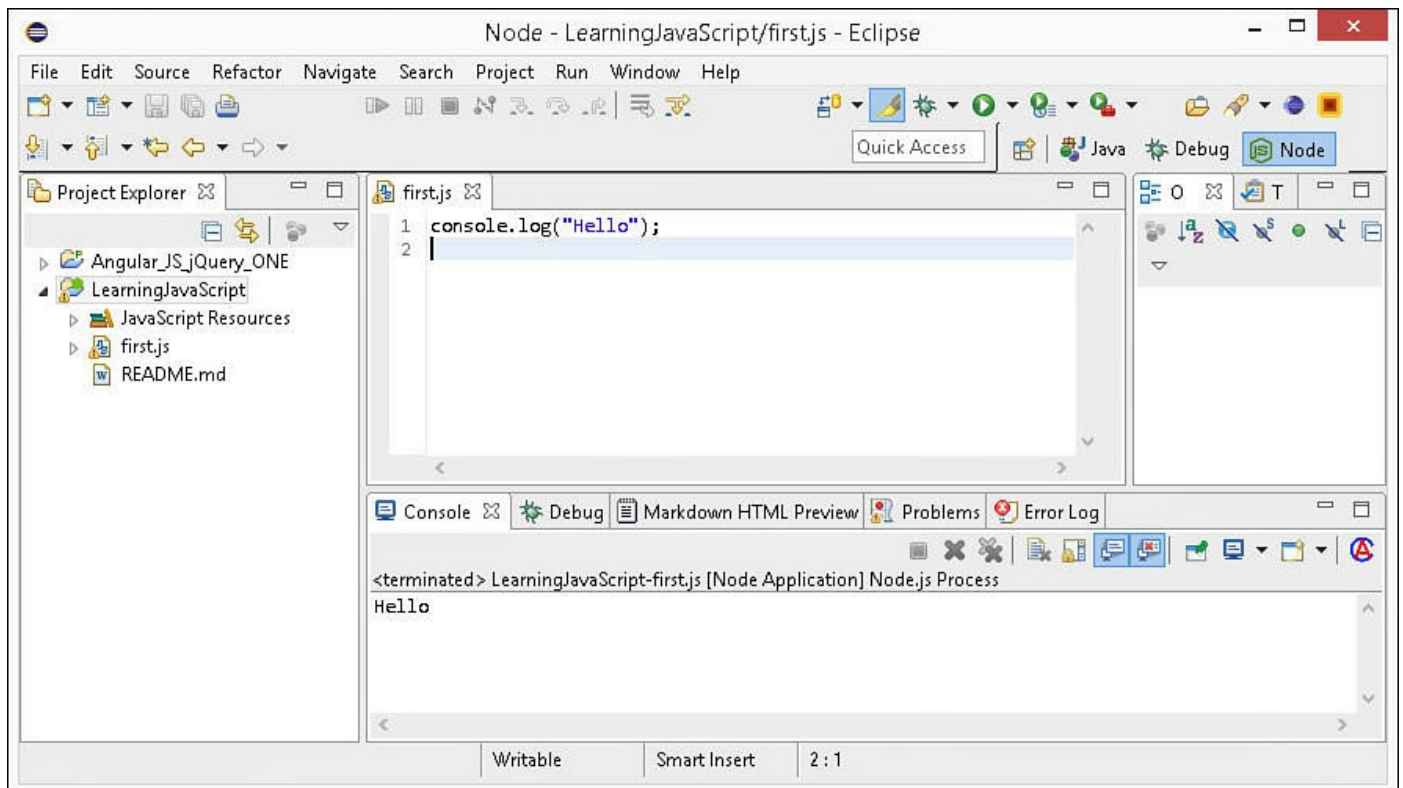 Node - LearningJavaScript/first.js - Eclipse
File Edit Source Refactor Navigate Search Project Run Window Help
Quick Access Java Debug Node
Project Explorer
Angular_JS_jQuery_ONE
LearningJavaScript
JavaScript Resources
first.js
README.md
first.js
1 console.log("Hello");
2
O T
Console Debug Markdown HTML Preview Problems Error Log
<terminated> LearningJavaScript-first.js [Node Application] Node.js Process
Hello
Writable Smart Insert 2 : 1